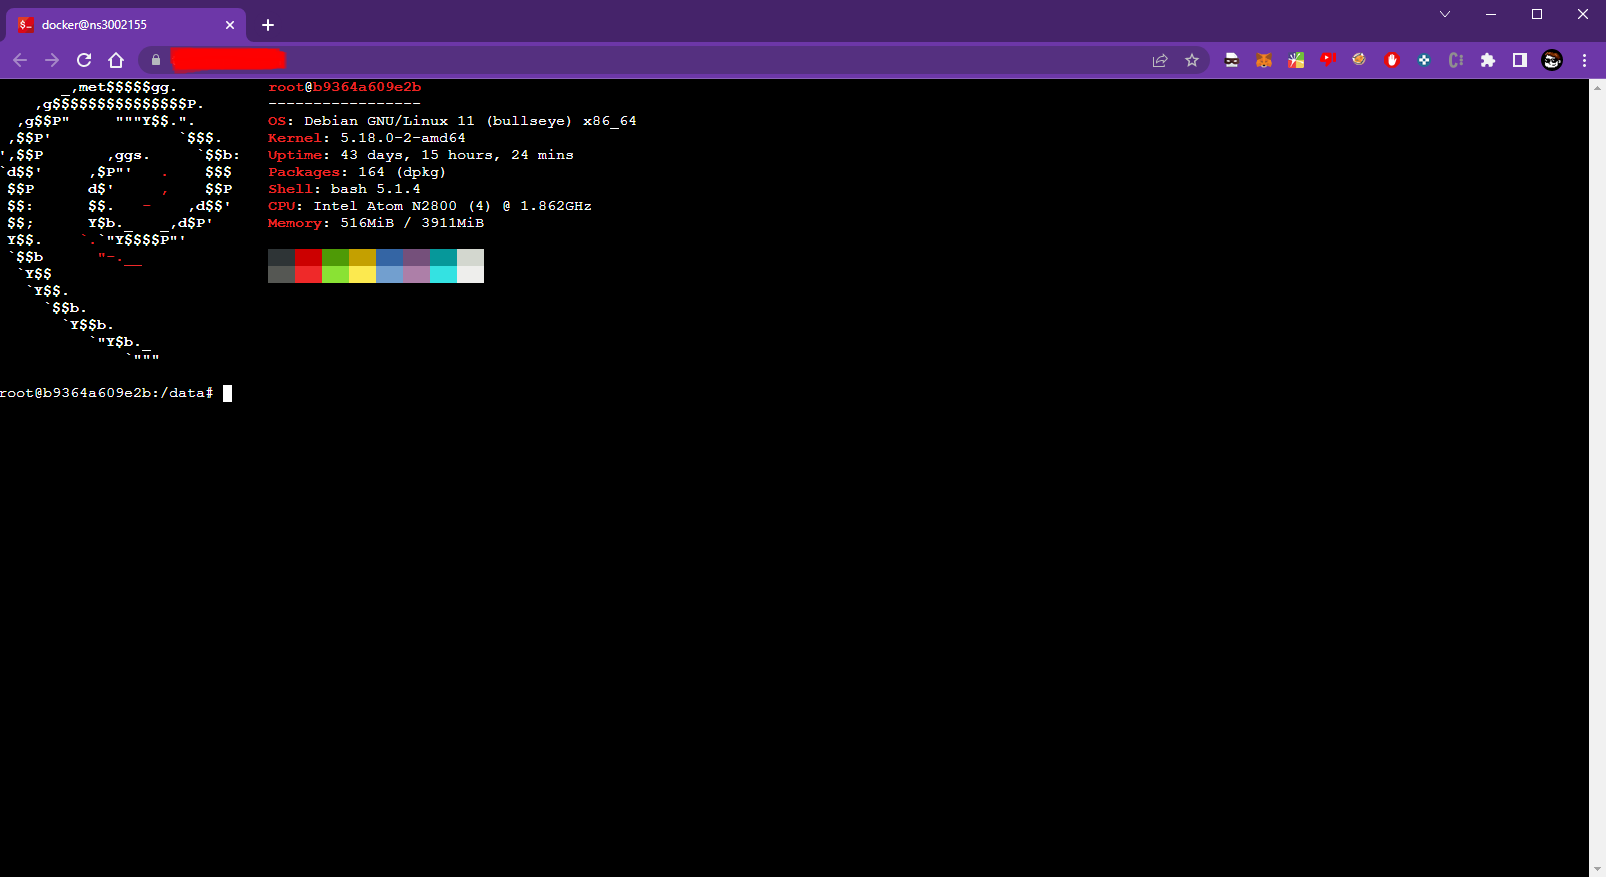 docker@ns3002155
       _,met$$$$$gg.          root@b9364a609e2b
    ,g$$$$$$$$$$$$$$$P.       -----------------
  ,g$$P"     """Y$$.".        OS: Debian GNU/Linux 11 (bullseye) x86_64
 ,$$P'              `$$$.     Kernel: 5.18.0-2-amd64
',$$P       ,ggs.     `$$b:   Uptime: 43 days, 15 hours, 24 mins
`d$$'     ,$P"'   .    $$$    Packages: 164 (dpkg)
 $$P      d$'     ,    $$P    Shell: bash 5.1.4
 $$:      $$.   -    ,d$$'    CPU: Intel Atom N2800 (4) @ 1.862GHz
 $$;      Y$b._   _,d$P'      Memory: 516MiB / 3911MiB
 Y$$.    `.`"Y$$$$P"'
 `$$b      "-.__
  `Y$$
   `Y$$.
     `$$b.
       `Y$$b.
          `"Y$b._
              `"""
root@b9364a609e2b:/data#